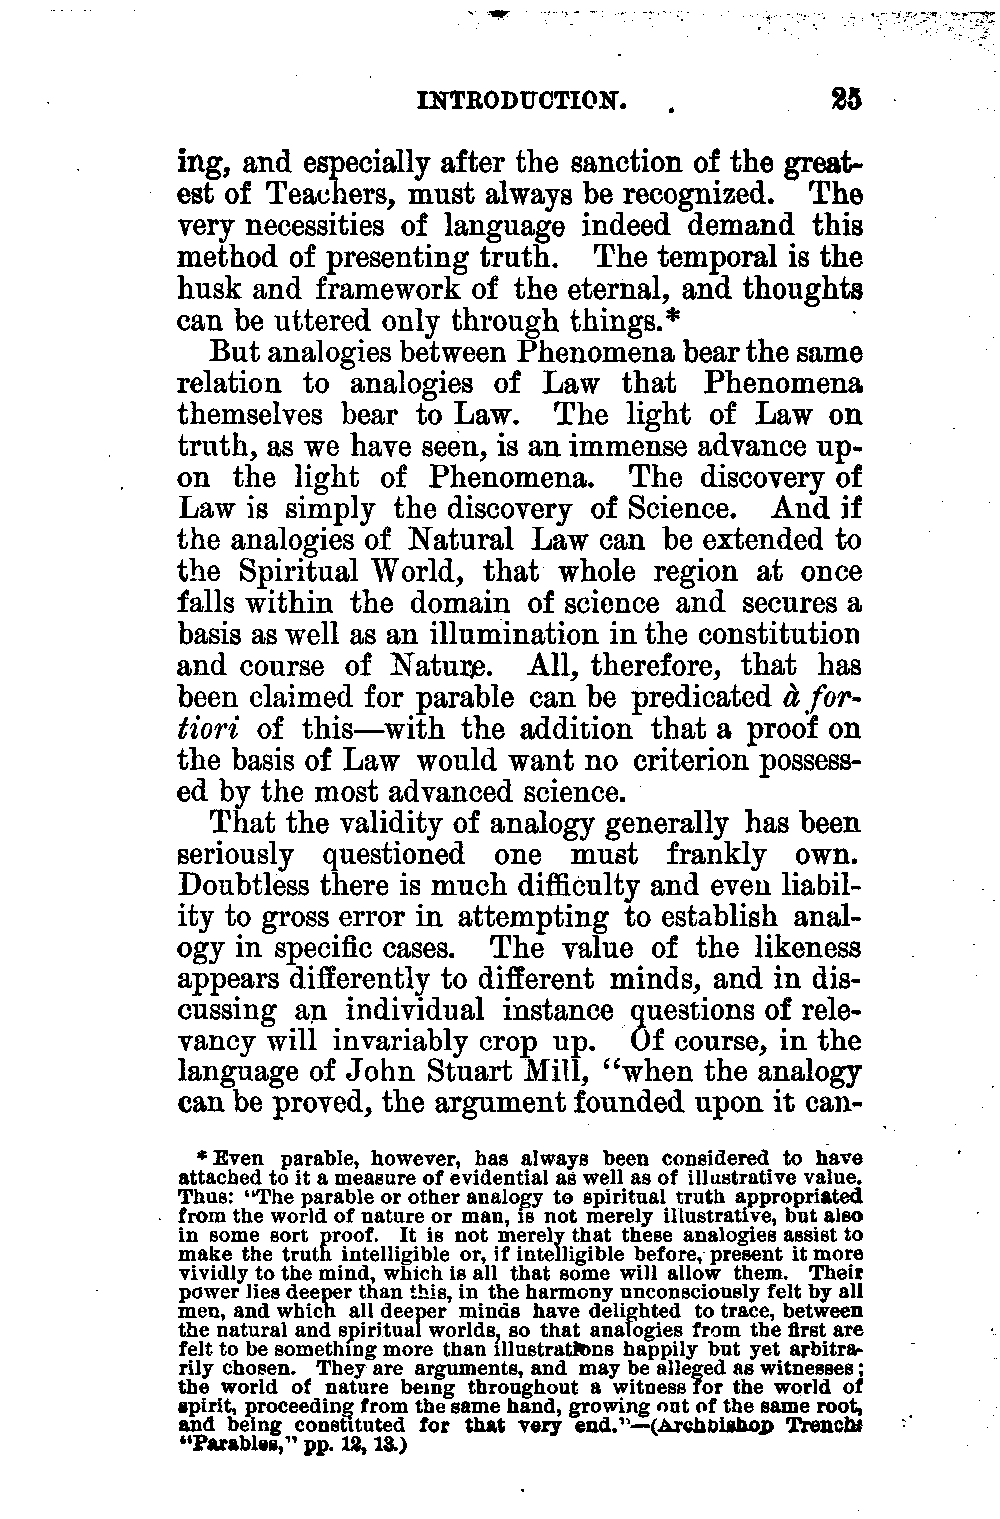 INTRODUCTION. 25
ing, and especially after the sanction of the great-
est of Teachers, must always be recognized. The
very necessities of language indeed demand this
method of presenting truth. The temporal is the
husk and framework of the eternal, and thoughts
can be uttered only through things.*
But analogies between Phenomena bear the same
relation to analogies of Law that Phenomena
themselves bear to Law. The light of Law on
truth, as we have seen, is an immense advance up-
on the light of Phenomena. The discovery of
Law is simply the discovery of Science. And if
the analogies of Natural Law can be extended to
the Spiritual World, that whole region at once
falls within the domain of science and secures a
basis as well as an illumination in the constitution
and course of Nature. All, therefore, that has
been claimed for parable can be predicated à for-
tiori of this—with the addition that a proof on
the basis of Law would want no criterion possess-
ed by the most advanced science.
That the validity of analogy generally has been
seriously questioned one must frankly own.
Doubtless there is much difficulty and even liabil-
ity to gross error in attempting to establish anal-
ogy in specific cases. The value of the likeness
appears differently to different minds, and in dis-
cussing an individual instance questions of rele-
vancy will invariably crop up. Of course, in the
language of John Stuart Mill, “when the analogy
can be proved, the argument founded upon it can-
* Even parable, however, has always been considered to have
attached to it a measure of evidential as well as of illustrative value.
Thus: “The parable or other analogy to spiritual truth appropriated
from the world of nature or man, is not merely illustrative, but also
in some sort proof. It is not merely that these analogies assist to
make the truth intelligible or, if intelligible before, present it more
vividly to the mind, which is all that some will allow them. Their
power lies deeper than this, in the harmony unconsciously felt by all
men, and which all deeper minds have delighted to trace, between
the natural and spiritual worlds, so that analogies from the first are
felt to be something more than illustrations happily but yet arbitra-
rily chosen. They are arguments, and may be alleged as witnesses;
the world of nature being throughout a witness for the world of
spirit, proceeding from the same hand, growing out of the same root,
and being constituted for that very end.”—(Archbishop Trench:
“Parables,” pp. 12, 13.)